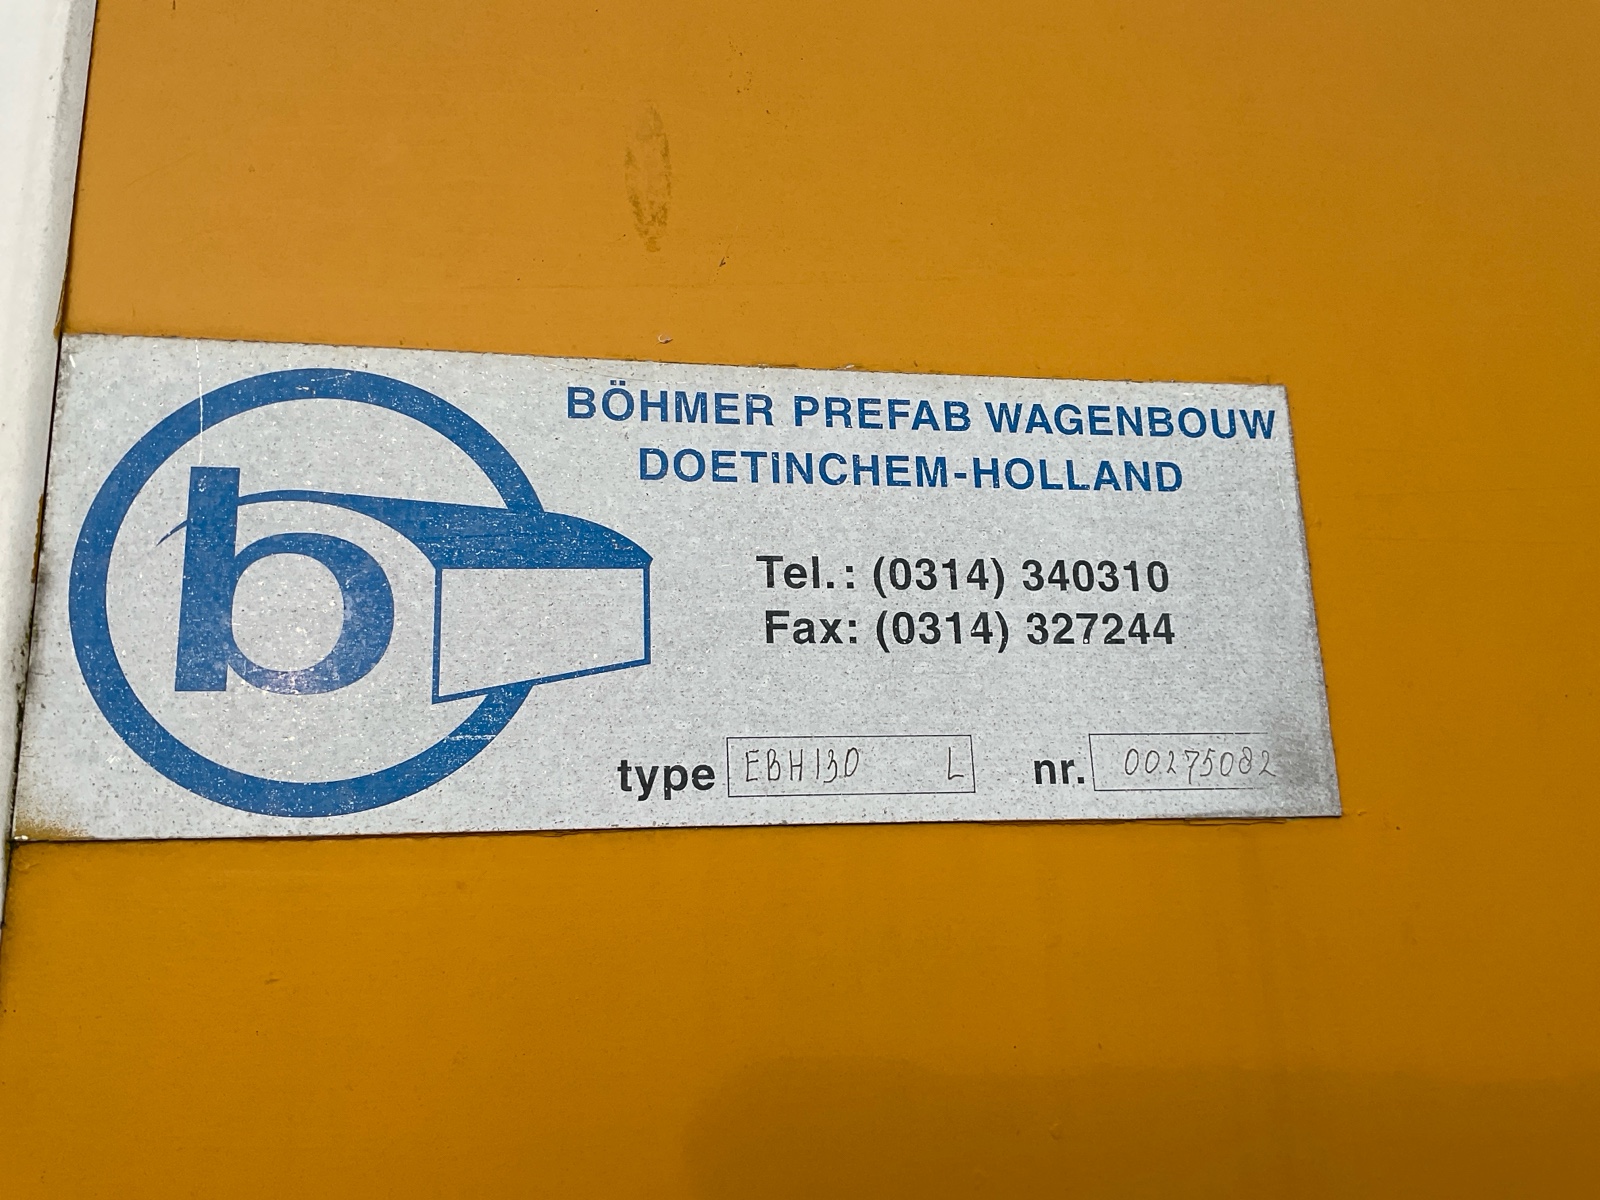 b
BÖHMER PREFAB WAGENBOUW
DOETINCHEM-HOLLAND
Tel.: (0314) 340310
Fax: (0314) 327244
type EBH130 L nr. 00275082